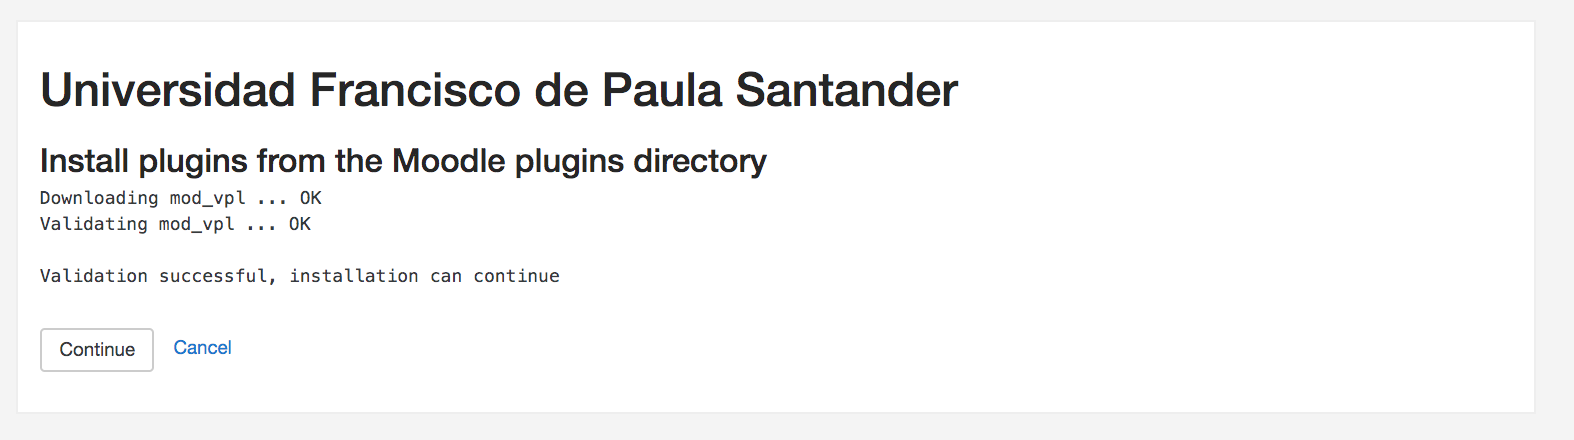 Universidad Francisco de Paula Santander
Install plugins from the Moodle plugins directory
Downloading mod_vpl ... OK
Validating mod_vpl ... OK
Validation successful, installation can continue
Continue Cancel